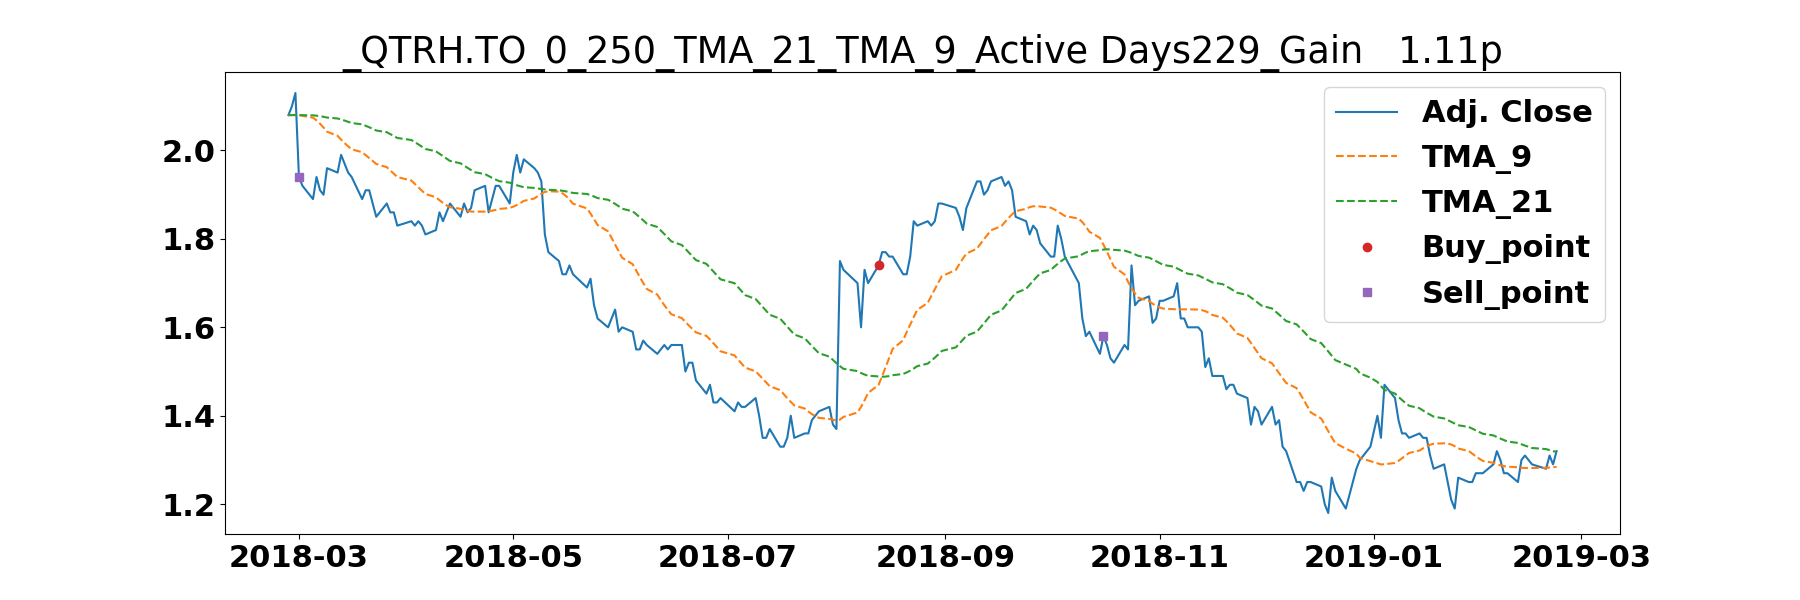 _QTRH.TO_0_250_TMA_21_TMA_9_Active Days229_Gain   1.11p
Adj. Close
TMA_9
TMA_21
Buy_point
Sell_point
2.0
1.8
1.6
1.4
1.2
2018-03 2018-05 2018-07 2018-09 2018-11 2019-01 2019-03